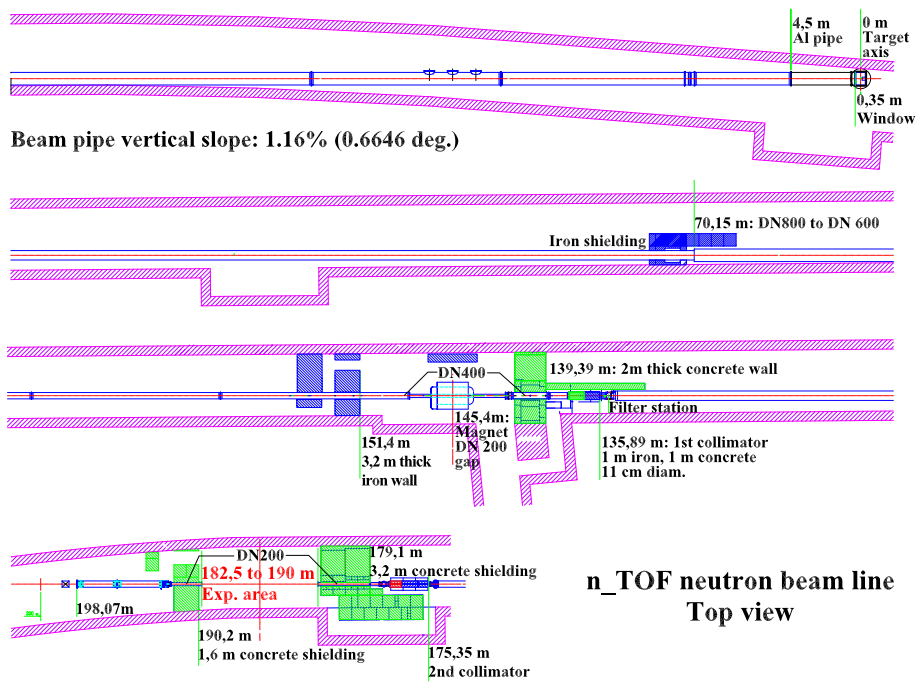 4,5 m
Al pipe
0 m
Target
axis
0,35 m
Window
Beam pipe vertical slope: 1.16% (0.6646 deg.)
70,15 m: DN800 to DN 600
Iron shielding
139,39 m: 2m thick concrete wall
DN400
Filter station
145,4m:
Magnet
DN 200
gap
151,4 m
3,2 m thick
iron wall
135,89 m: 1st collimator
1 m iron, 1 m concrete
11 cm diam.
DN200
179,1 m
3,2 m concrete shielding
182,5 to 190 m
Exp. area
198,07m
190,2 m
1,6 m concrete shielding
175,35 m
2nd collimator
n_TOF neutron beam line
Top view